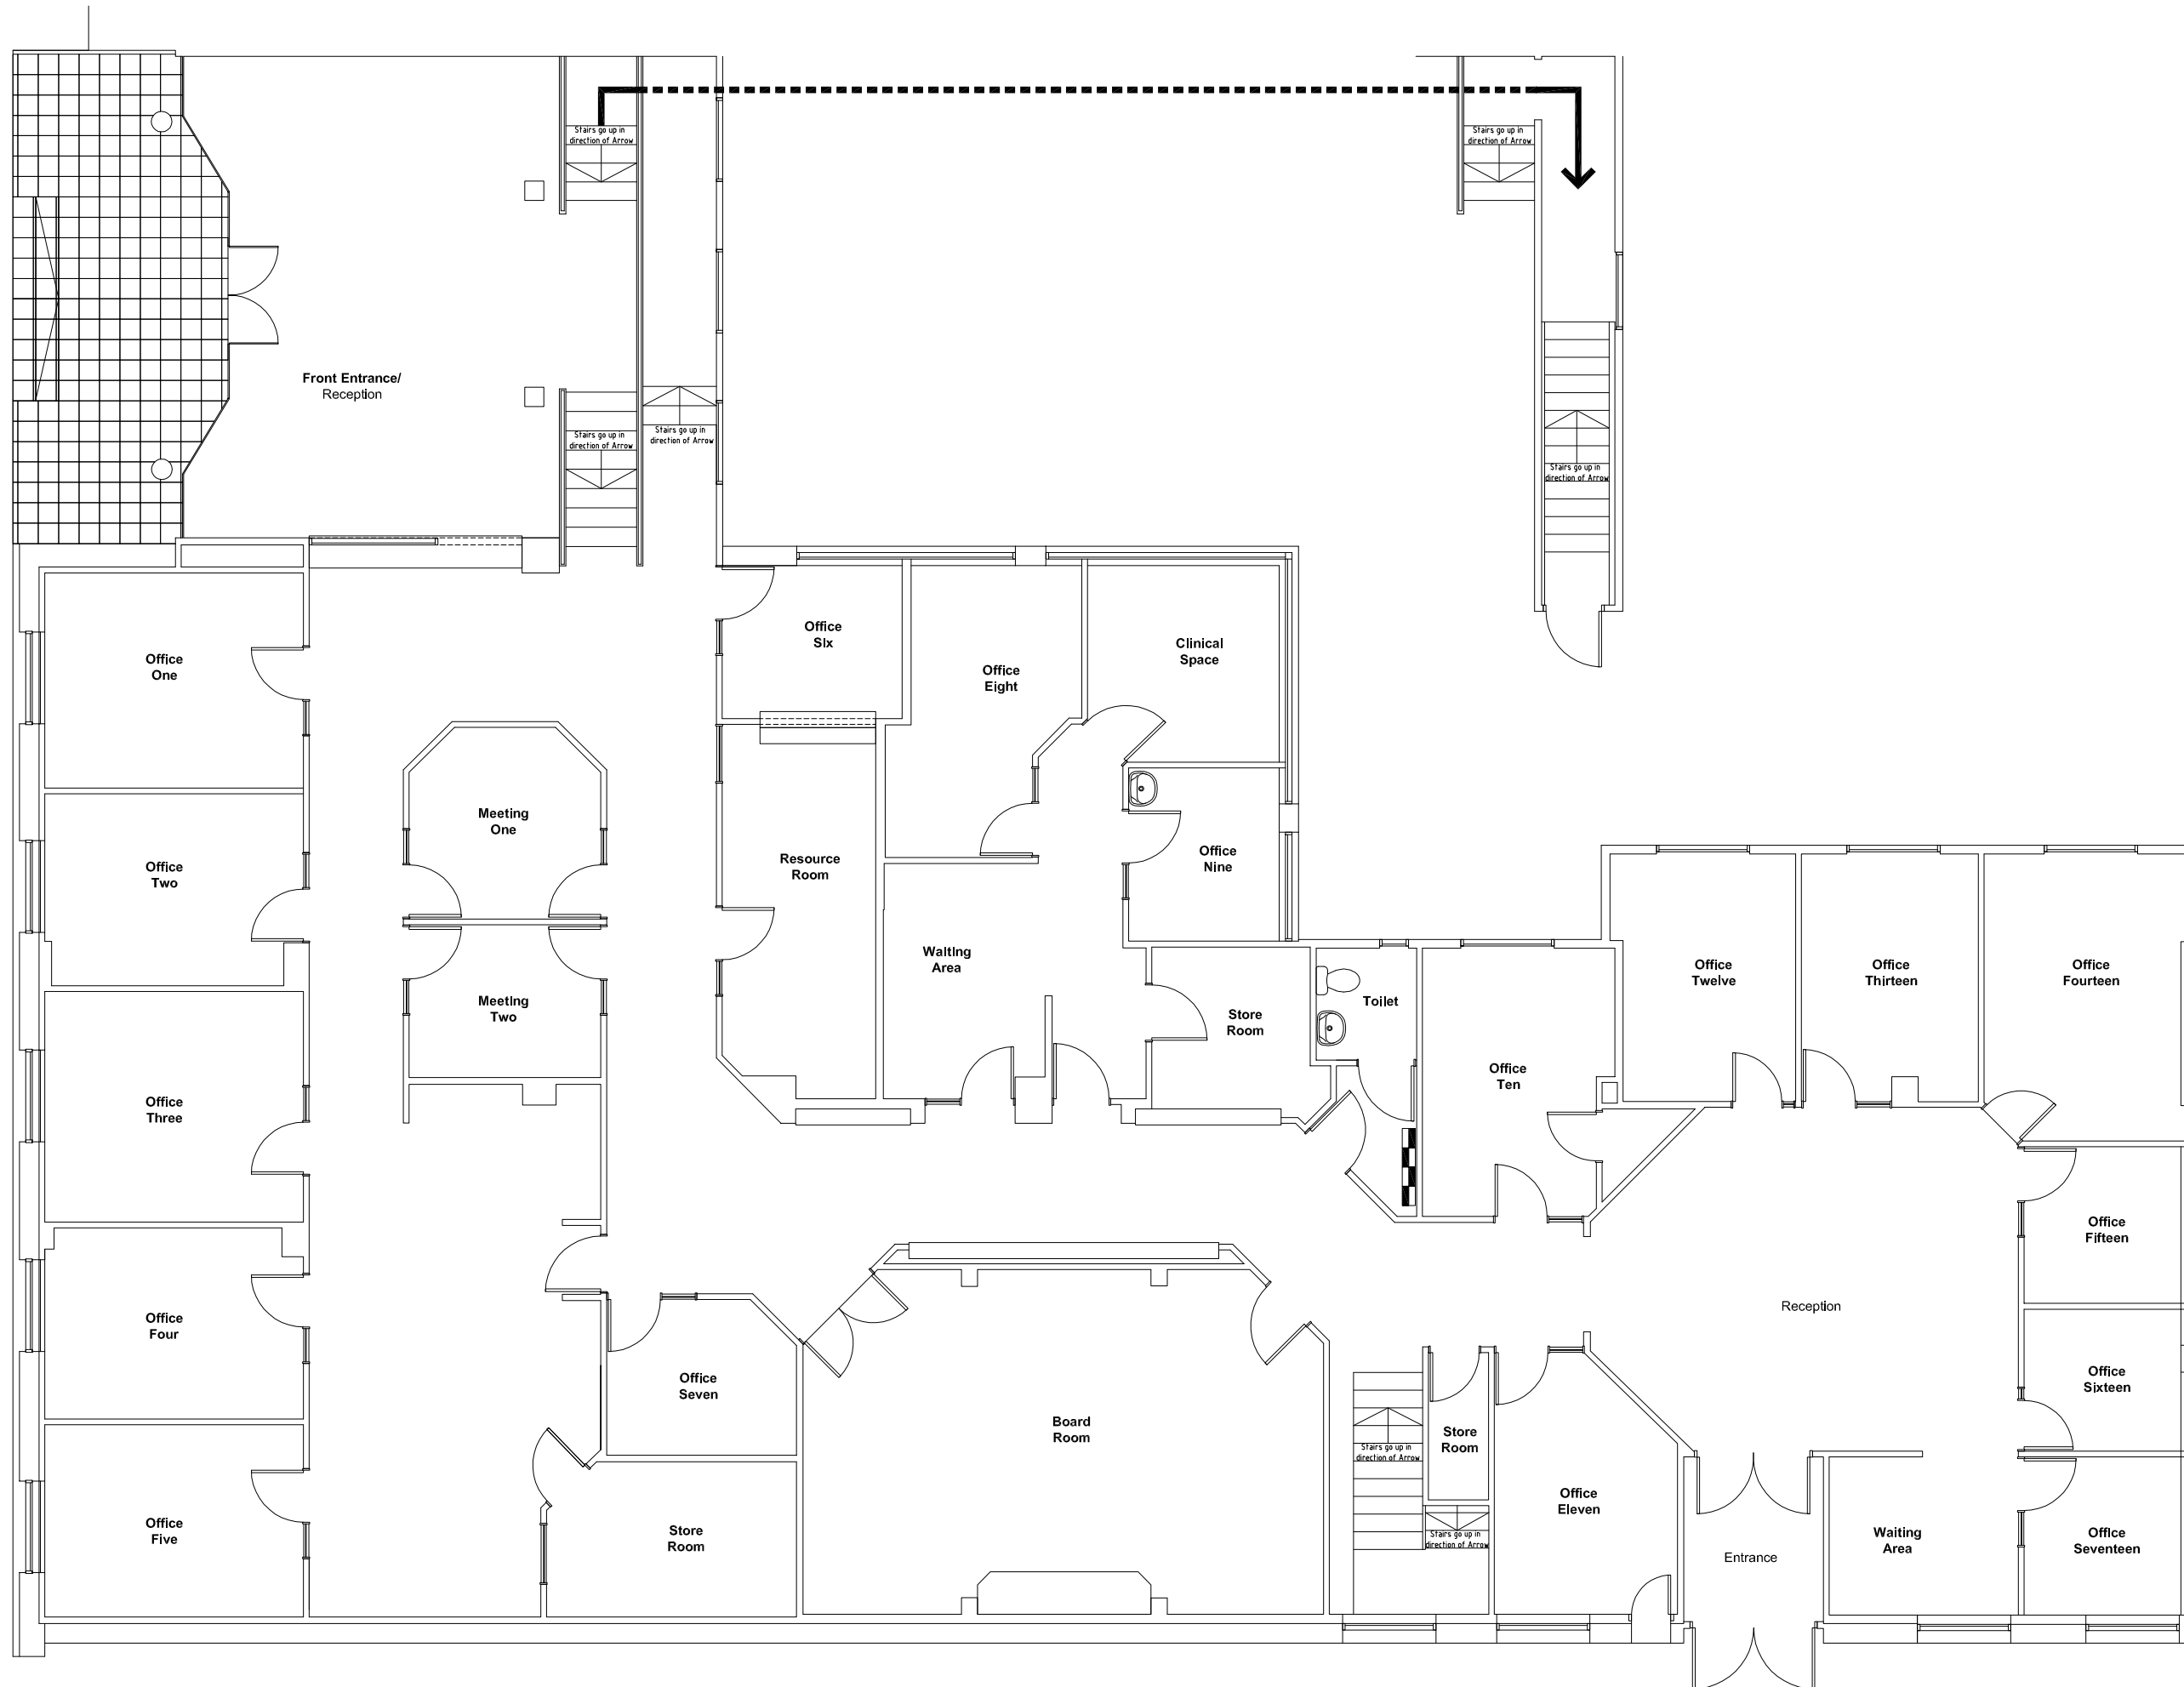 Stairs go up in
direction of Arrow
Stairs go up in
direction of Arrow
Front Entrance/
Reception
Stairs go up in
direction of Arrow
Stairs go up in
direction of Arrow
Stairs go up in
direction of Arrow
Office
One
Office
Six
Office
Eight
Clinical
Space
Meeting
One
Office
Two
Resource
Room
Office
Nine
Waiting
Area
Meeting
Two
Store
Room
Toilet
Office
Ten
Office
Twelve
Office
Thirteen
Office
Fourteen
Office
Three
Office
Four
Office
Fifteen
Reception
Office
Seven
Board
Room
Office
Sixteen
Stairs go up in
direction of Arrow
Store
Room
Office
Five
Store
Room
Stairs go up in
direction of Arrow
Office
Eleven
Entrance
Waiting
Area
Office
Seventeen